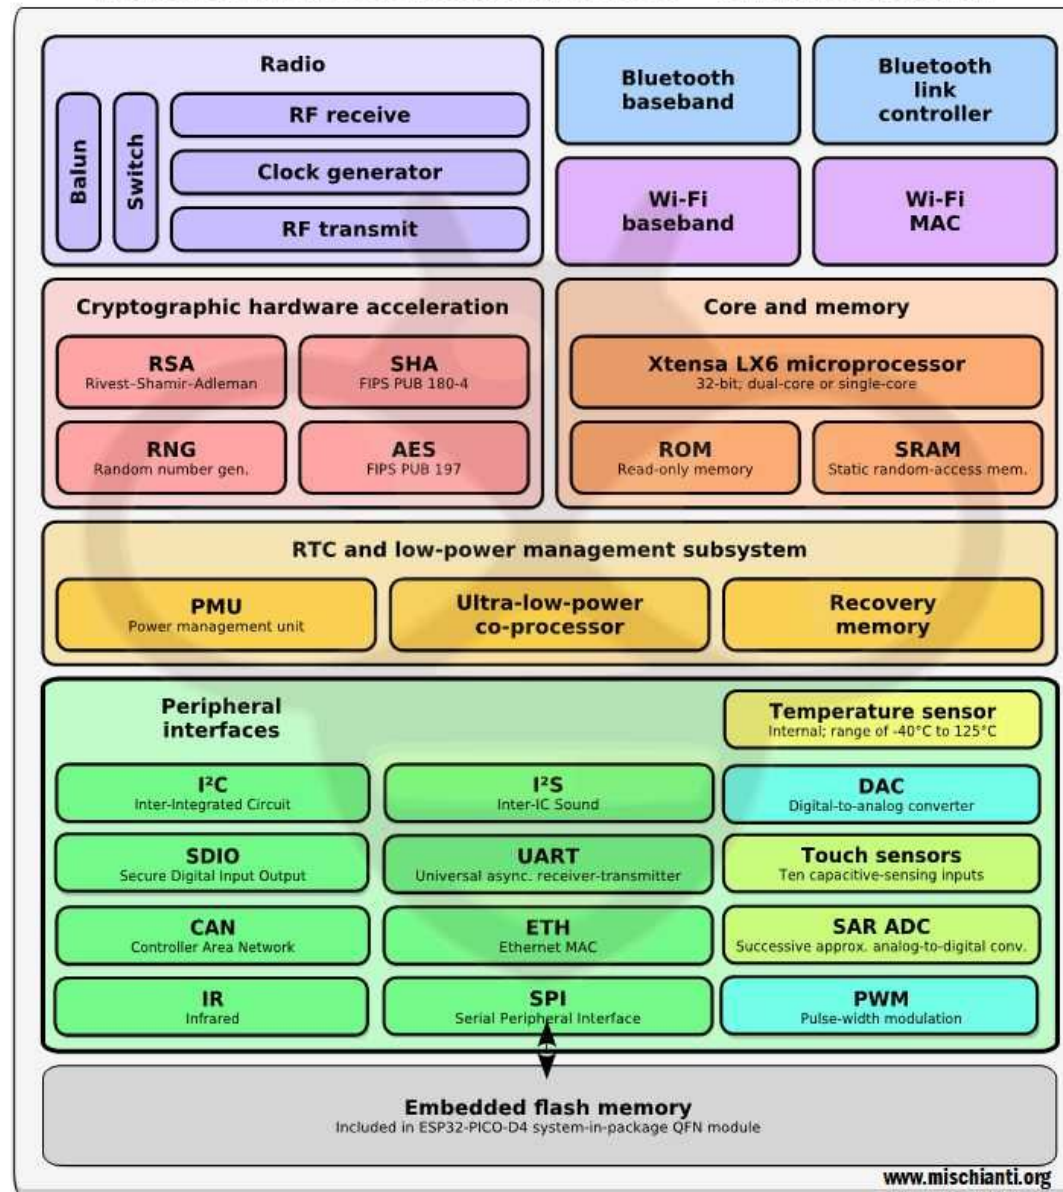 Radio
Balun
Switch
RF receive
Clock generator
RF transmit
Bluetooth
baseband
Bluetooth
link
controller
Wi-Fi
baseband
Wi-Fi
MAC
Cryptographic hardware acceleration
RSA
Rivest–Shamir–Adleman
SHA
FIPS PUB 180-4
RNG
Random number gen.
AES
FIPS PUB 197
Core and memory
Xtensa LX6 microprocessor
32-bit; dual-core or single-core
ROM
Read-only memory
SRAM
Static random-access mem.
RTC and low-power management subsystem
PMU
Power management unit
Ultra-low-power
co-processor
Recovery
memory
Peripheral
interfaces
Temperature sensor
Internal; range of -40°C to 125°C
I²C
Inter-Integrated Circuit
I²S
Inter-IC Sound
DAC
Digital-to-analog converter
SDIO
Secure Digital Input Output
UART
Universal async. receiver-transmitter
Touch sensors
Ten capacitive-sensing inputs
CAN
Controller Area Network
ETH
Ethernet MAC
SAR ADC
Successive approx. analog-to-digital conv.
IR
Infrared
SPI
Serial Peripheral Interface
PWM
Pulse-width modulation
Embedded flash memory
Included in ESP32-PICO-D4 system-in-package QFN module
www.mischianti.org